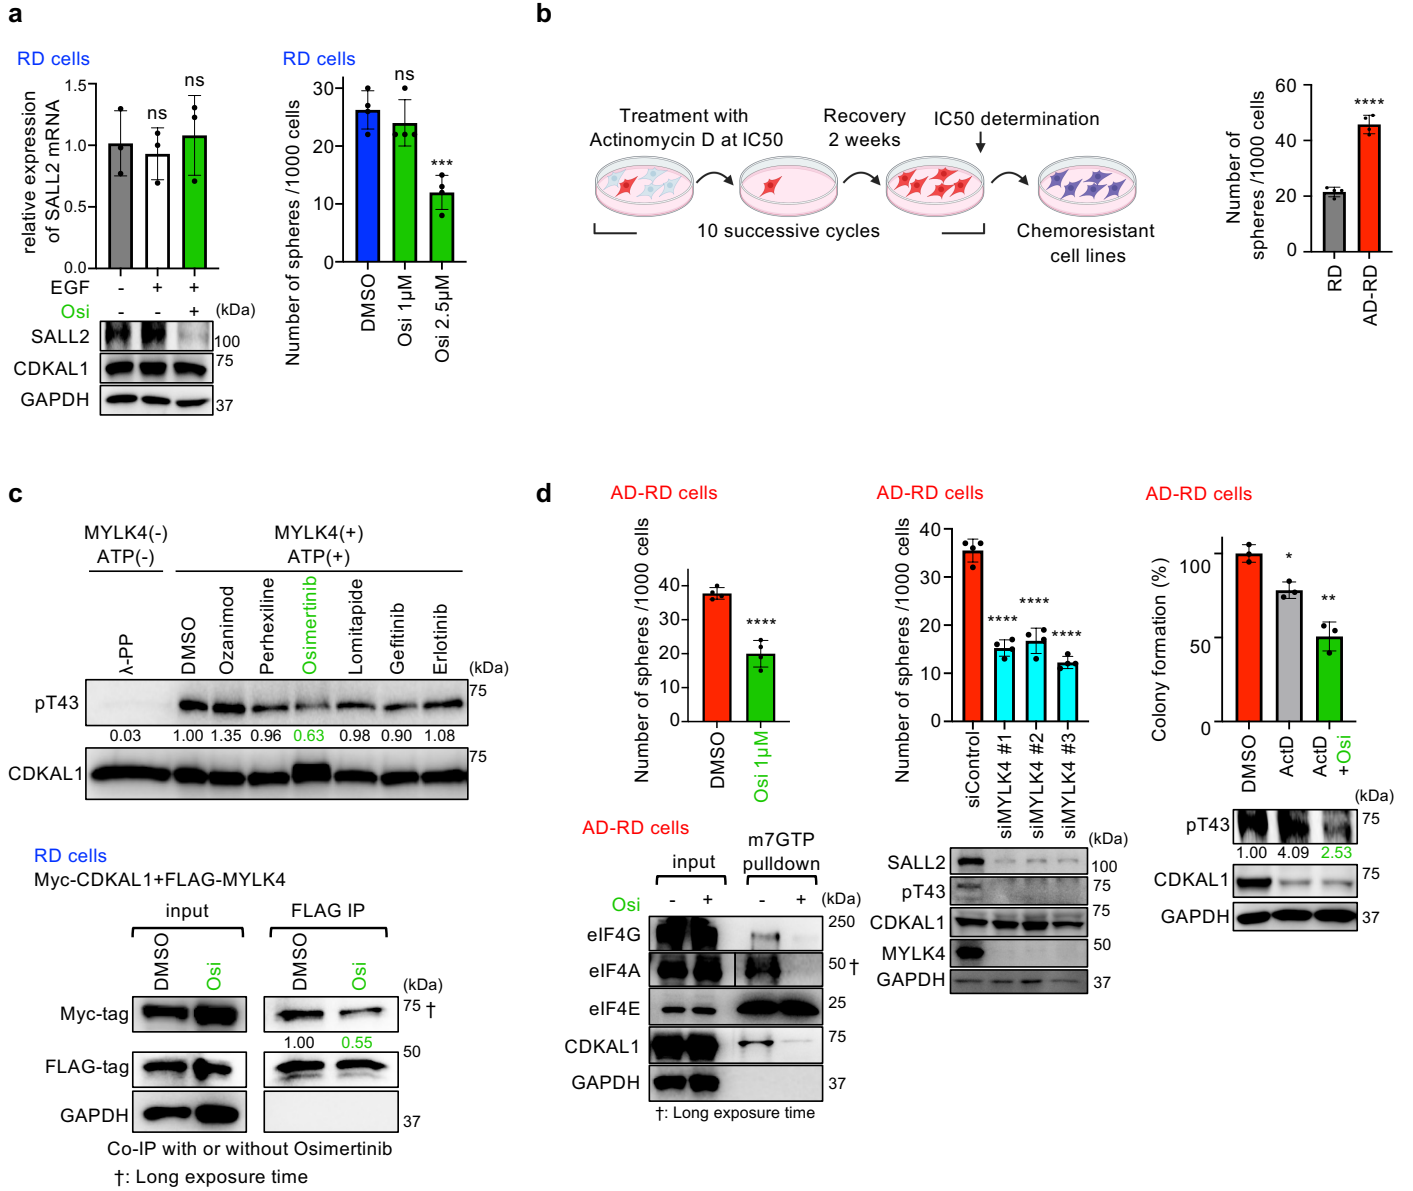 a
RD cells
relative expression
of SALL2 mRNA
1.5
1.0
0.5
0.0
ns
ns
EGF - + +
Osi - - + (kDa)
SALL2 100
CDKAL1 75
GAPDH 37
RD cells
Number of spheres /1000 cells
30
20
10
0
ns
***
DMSO
Osi 1μM
Osi 2.5μM
b
Treatment with
Actinomycin D at IC50
Recovery
2 weeks
IC50 determination
10 successive cycles
Chemoresistant
cell lines
Number of
spheres /1000 cells
60
40
20
0
****
RD
AD-RD
c
MYLK4(-)
ATP(-)
MYLK4(+)
ATP(+)
λ-PP
DMSO
Ozanimod
Perhexiline
Osimertinib
Lomitapide
Gefitinib
Erlotinib
(kDa)
pT43 75
0.03 1.00 1.35 0.96 0.63 0.98 0.90 1.08
CDKAL1 75
RD cells
Myc-CDKAL1+FLAG-MYLK4
input FLAG IP
DMSO
Osi
DMSO
Osi
(kDa)
Myc-tag 75 †
1.00 0.55
FLAG-tag 50
GAPDH 37
Co-IP with or without Osimertinib
†: Long exposure time
d
AD-RD cells
Number of spheres /1000 cells
40
30
20
10
0
****
DMSO
Osi 1μM
AD-RD cells
input
m7GTP
pulldown
Osi - + - + (kDa)
eIF4G 250
eIF4A 50 †
eIF4E 25
CDKAL1 75
GAPDH 37
†: Long exposure time
AD-RD cells
Number of spheres /1000 cells
40
30
20
10
0
****
****
****
siControl
siMYLK4 #1
siMYLK4 #2
siMYLK4 #3
(kDa)
SALL2 100
pT43 75
CDKAL1 75
MYLK4 50
GAPDH 37
AD-RD cells
Colony formation (%)
100
50
0
*
**
DMSO
ActD
ActD
+Osi
(kDa)
pT43 75
1.00 4.09 2.53
CDKAL1 75
GAPDH 37